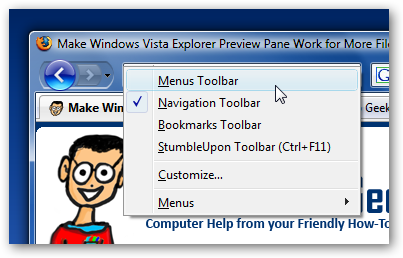 Make Windows Vista Explorer Preview Pane Work for More File
Menus Toolbar
G
Make Win
Navigation Toolbar
Geek
Bookmarks Toolbar
StumbleUpon Toolbar (Ctrl+F11)
Customize...
Menus
Computer Help from your Friendly How-To